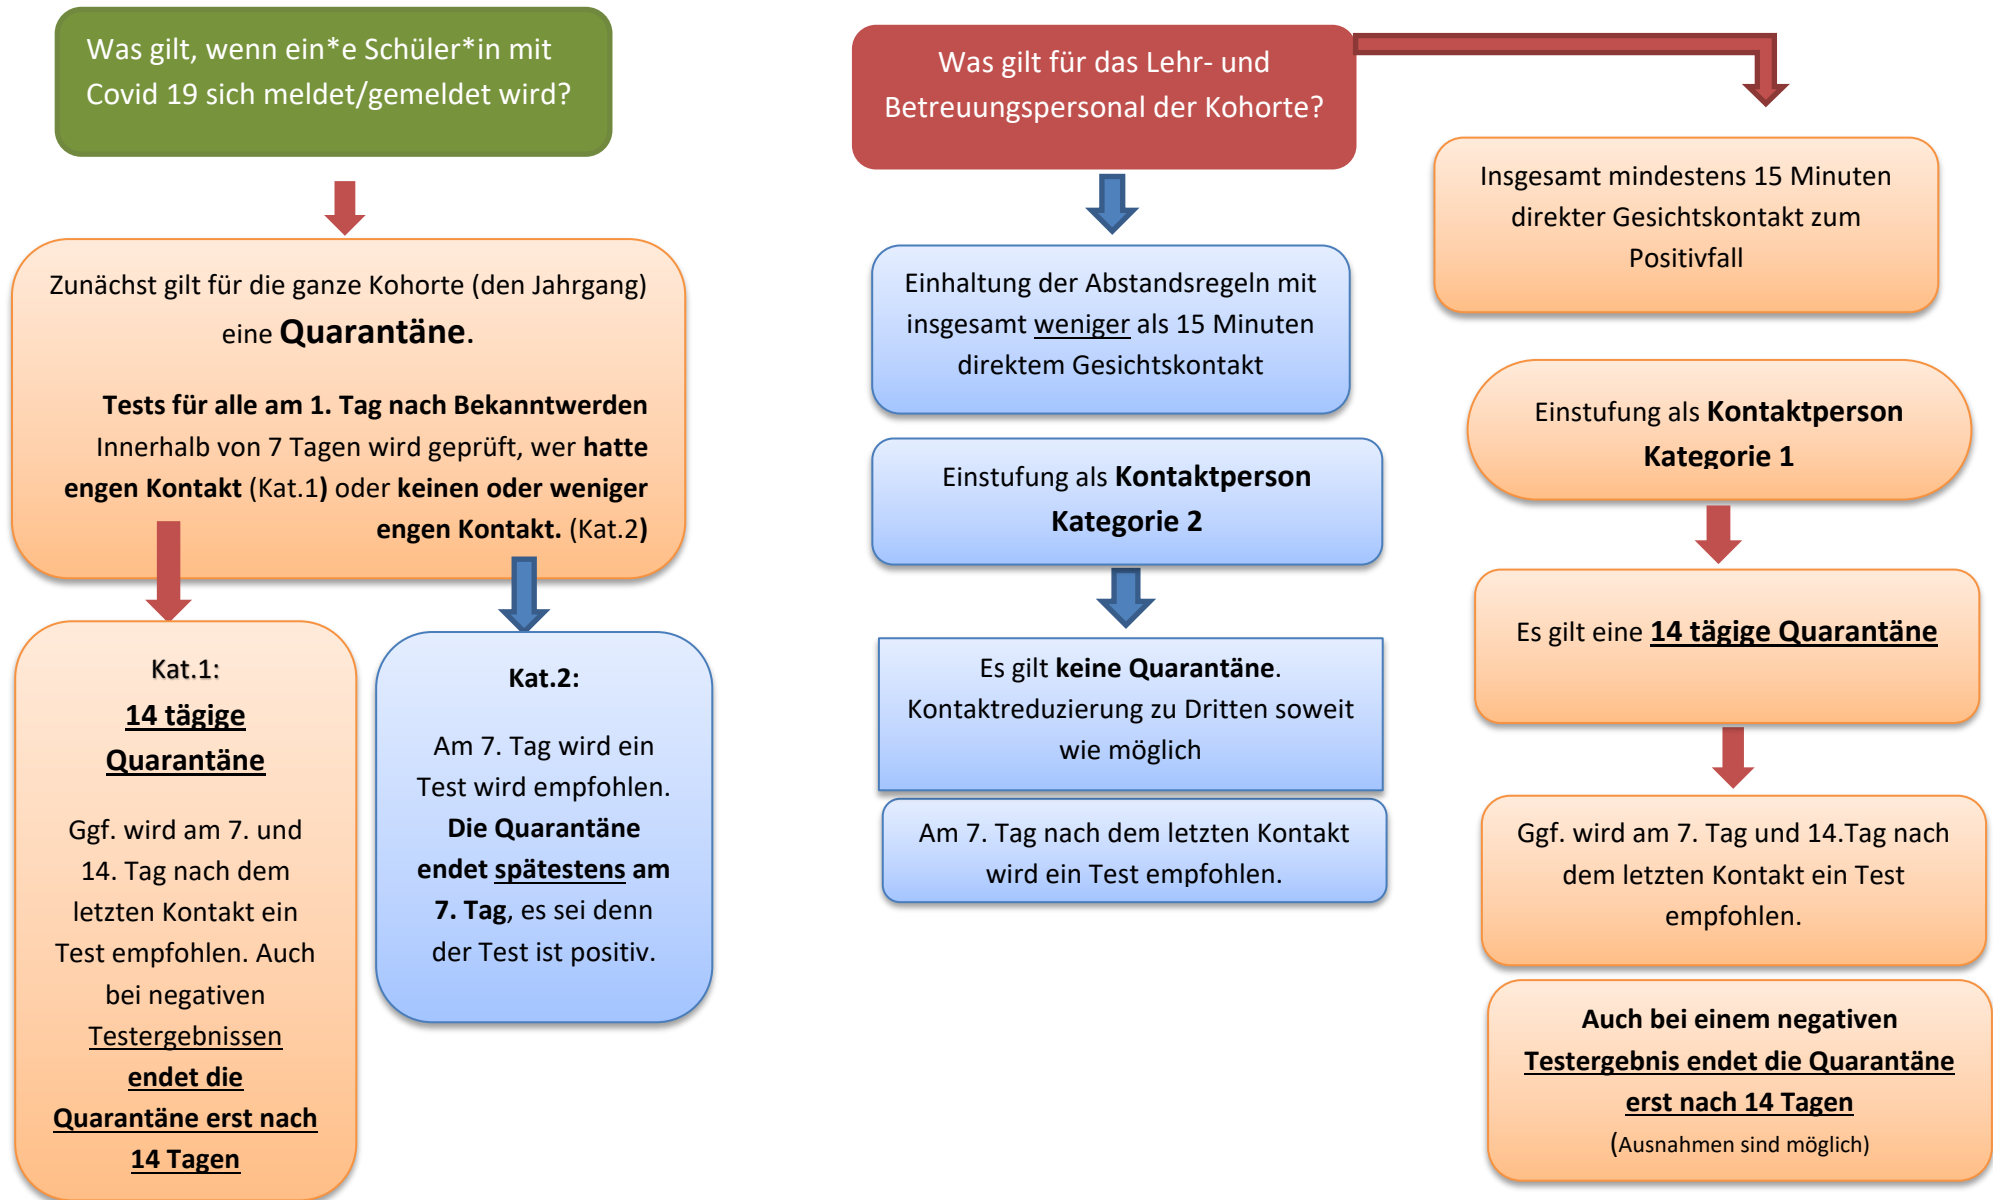 Was gilt, wenn ein*e Schüler*in mit
Covid 19 sich meldet/gemeldet wird?
Zunächst gilt für die ganze Kohorte (den Jahrgang)
eine Quarantäne.
Tests für alle am 1. Tag nach Bekanntwerden
Innerhalb von 7 Tagen wird geprüft, wer hatte
engen Kontakt (Kat.1) oder keinen oder weniger
engen Kontakt. (Kat.2)
Kat.1:
14 tägige
Quarantäne
Ggf. wird am 7. und
14. Tag nach dem
letzten Kontakt ein
Test empfohlen. Auch
bei negativen
Testergebnissen
endet die
Quarantäne erst nach
14 Tagen
Kat.2:
Am 7. Tag wird ein
Test wird empfohlen.
Die Quarantäne
endet spätestens am
7. Tag, es sei denn
der Test ist positiv.
Was gilt für das Lehr- und
Betreuungspersonal der Kohorte?
Einhaltung der Abstandsregeln mit
insgesamt weniger als 15 Minuten
direktem Gesichtskontakt
Einstufung als Kontaktperson
Kategorie 2
Es gilt keine Quarantäne.
Kontaktreduzierung zu Dritten soweit
wie möglich
Am 7. Tag nach dem letzten Kontakt
wird ein Test empfohlen.
Insgesamt mindestens 15 Minuten
direkter Gesichtskontakt zum
Positivfall
Einstufung als Kontaktperson
Kategorie 1
Es gilt eine 14 tägige Quarantäne
Ggf. wird am 7. Tag und 14.Tag nach
dem letzten Kontakt ein Test
empfohlen.
Auch bei einem negativen
Testergebnis endet die Quarantäne
erst nach 14 Tagen
(Ausnahmen sind möglich)